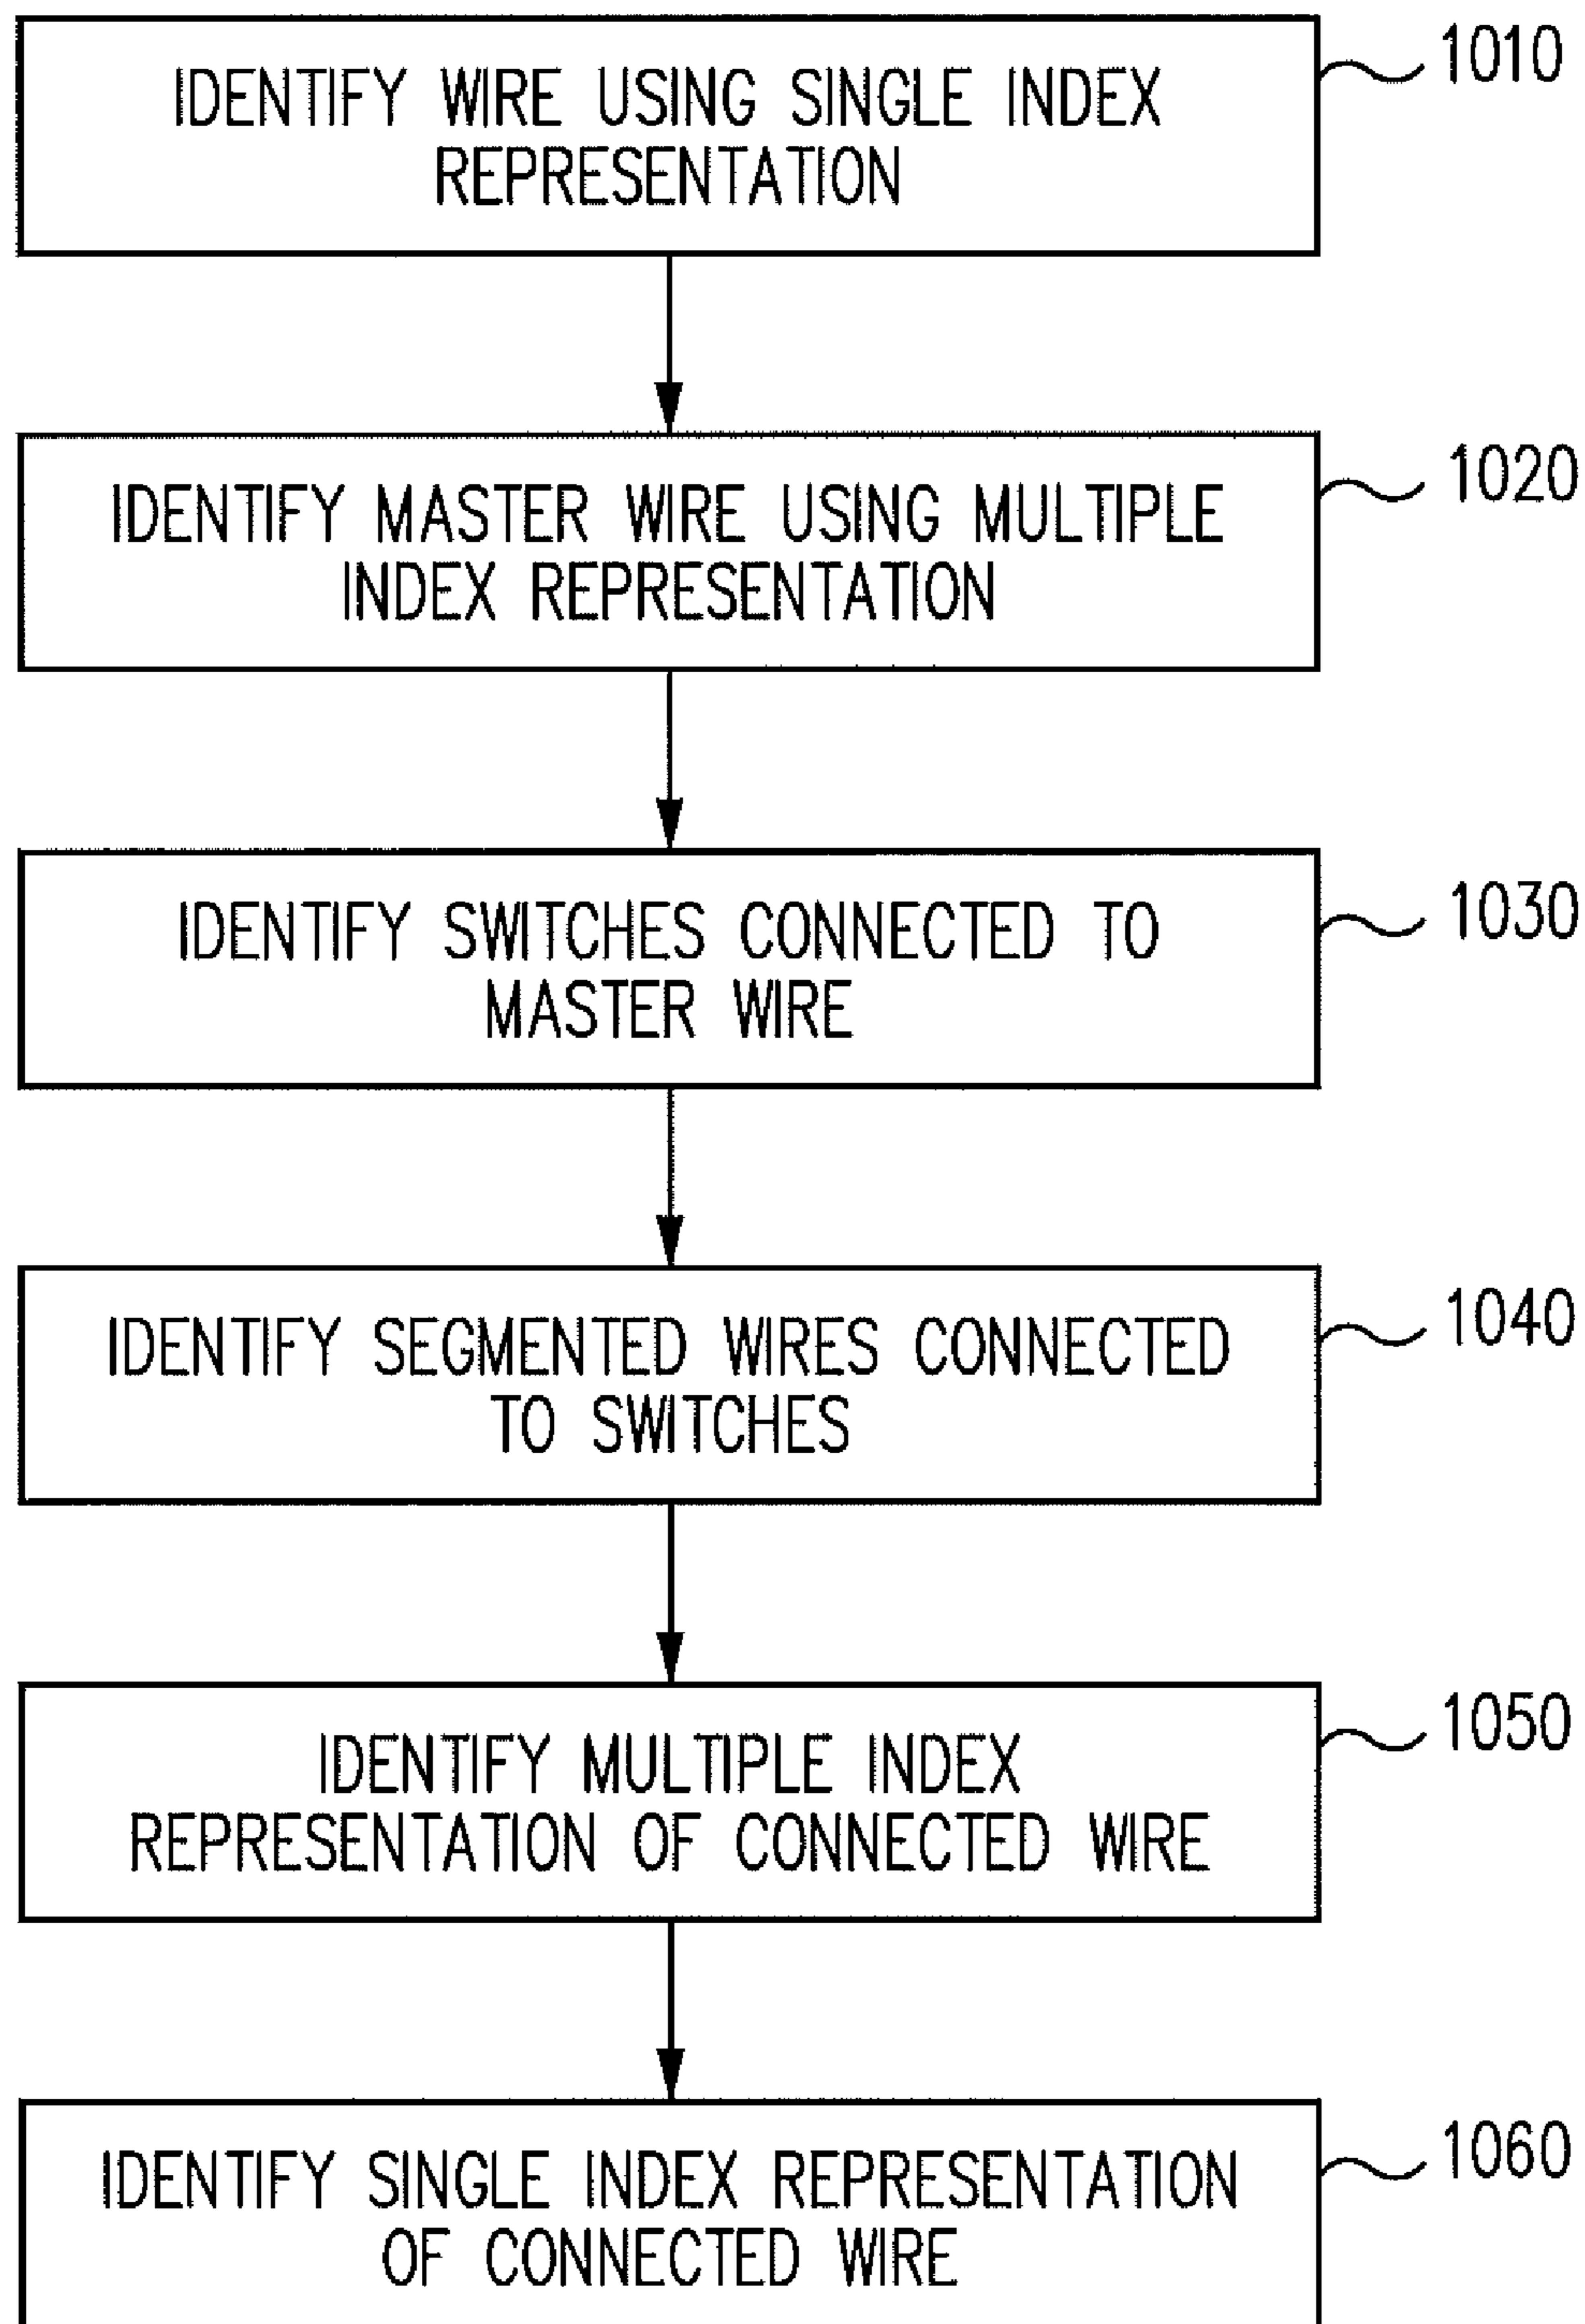 IDENTIFY WIRE USING SINGLE INDEX
REPRESENTATION
1010
IDENTIFY MASTER WIRE USING MULTIPLE
INDEX REPRESENTATION
1020
IDENTIFY SWITCHES CONNECTED TO
MASTER WIRE
1030
IDENTIFY SEGMENTED WIRES CONNECTED
TO SWITCHES
1040
IDENTIFY MULTIPLE INDEX
REPRESENTATION OF CONNECTED WIRE
1050
IDENTIFY SINGLE INDEX REPRESENTATION
OF CONNECTED WIRE
1060